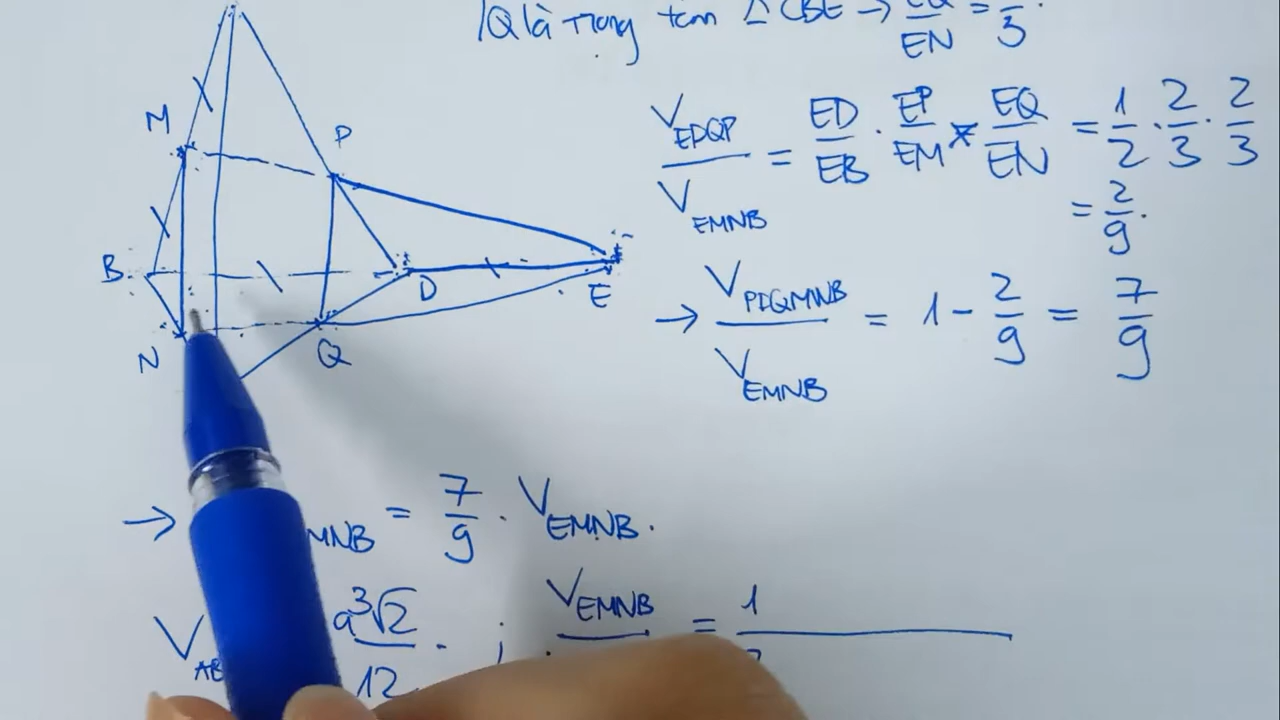 Q là trọng tâm △CBE → EQ/EN = /3.
V_EDQP / V_EMNB = ED/EB · EP/EM * EQ/EN = 1/2 · 2/3 · 2/3
= 2/9.
→ V_PDQMNB / V_EMNB = 1 - 2/9 = 7/9
M
P
B
D
E
N
Q
→ MNB = 7/9 · V_EMNB.
V_AB a³√2/12 . ; V_EMNB = 1